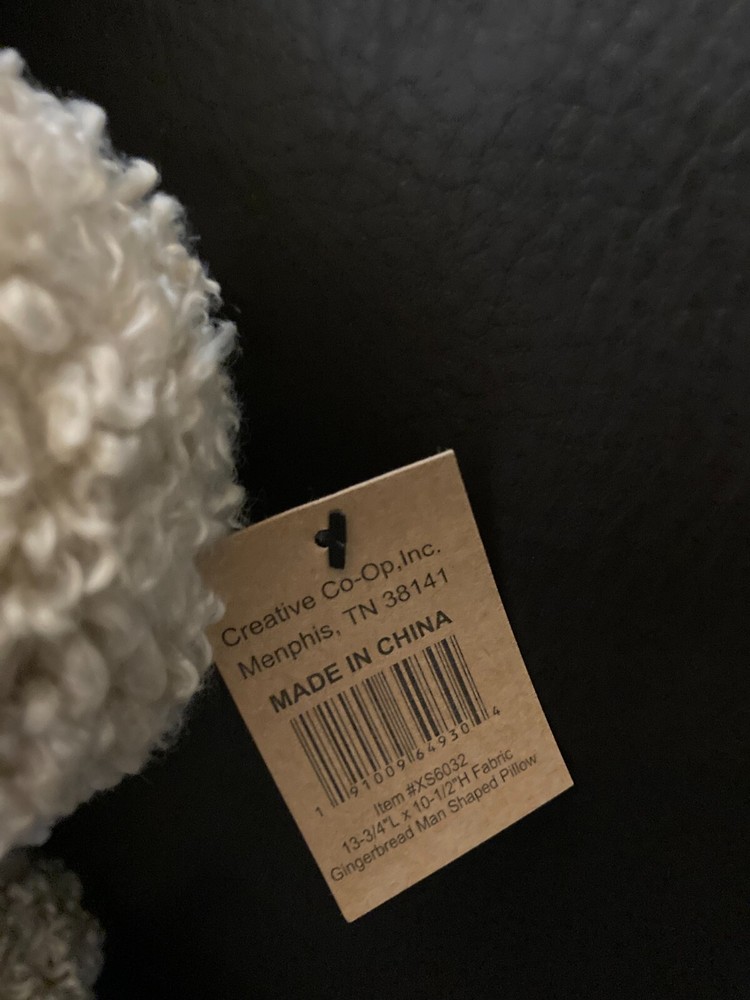 Creative Co-Op,Inc.
Menphis, TN 38141
MADE IN CHINA
1 91009 64930 4
Item #XS6032
13-3/4"L x 10-1/2"H Fabric
Gingerbread Man Shaped Pillow